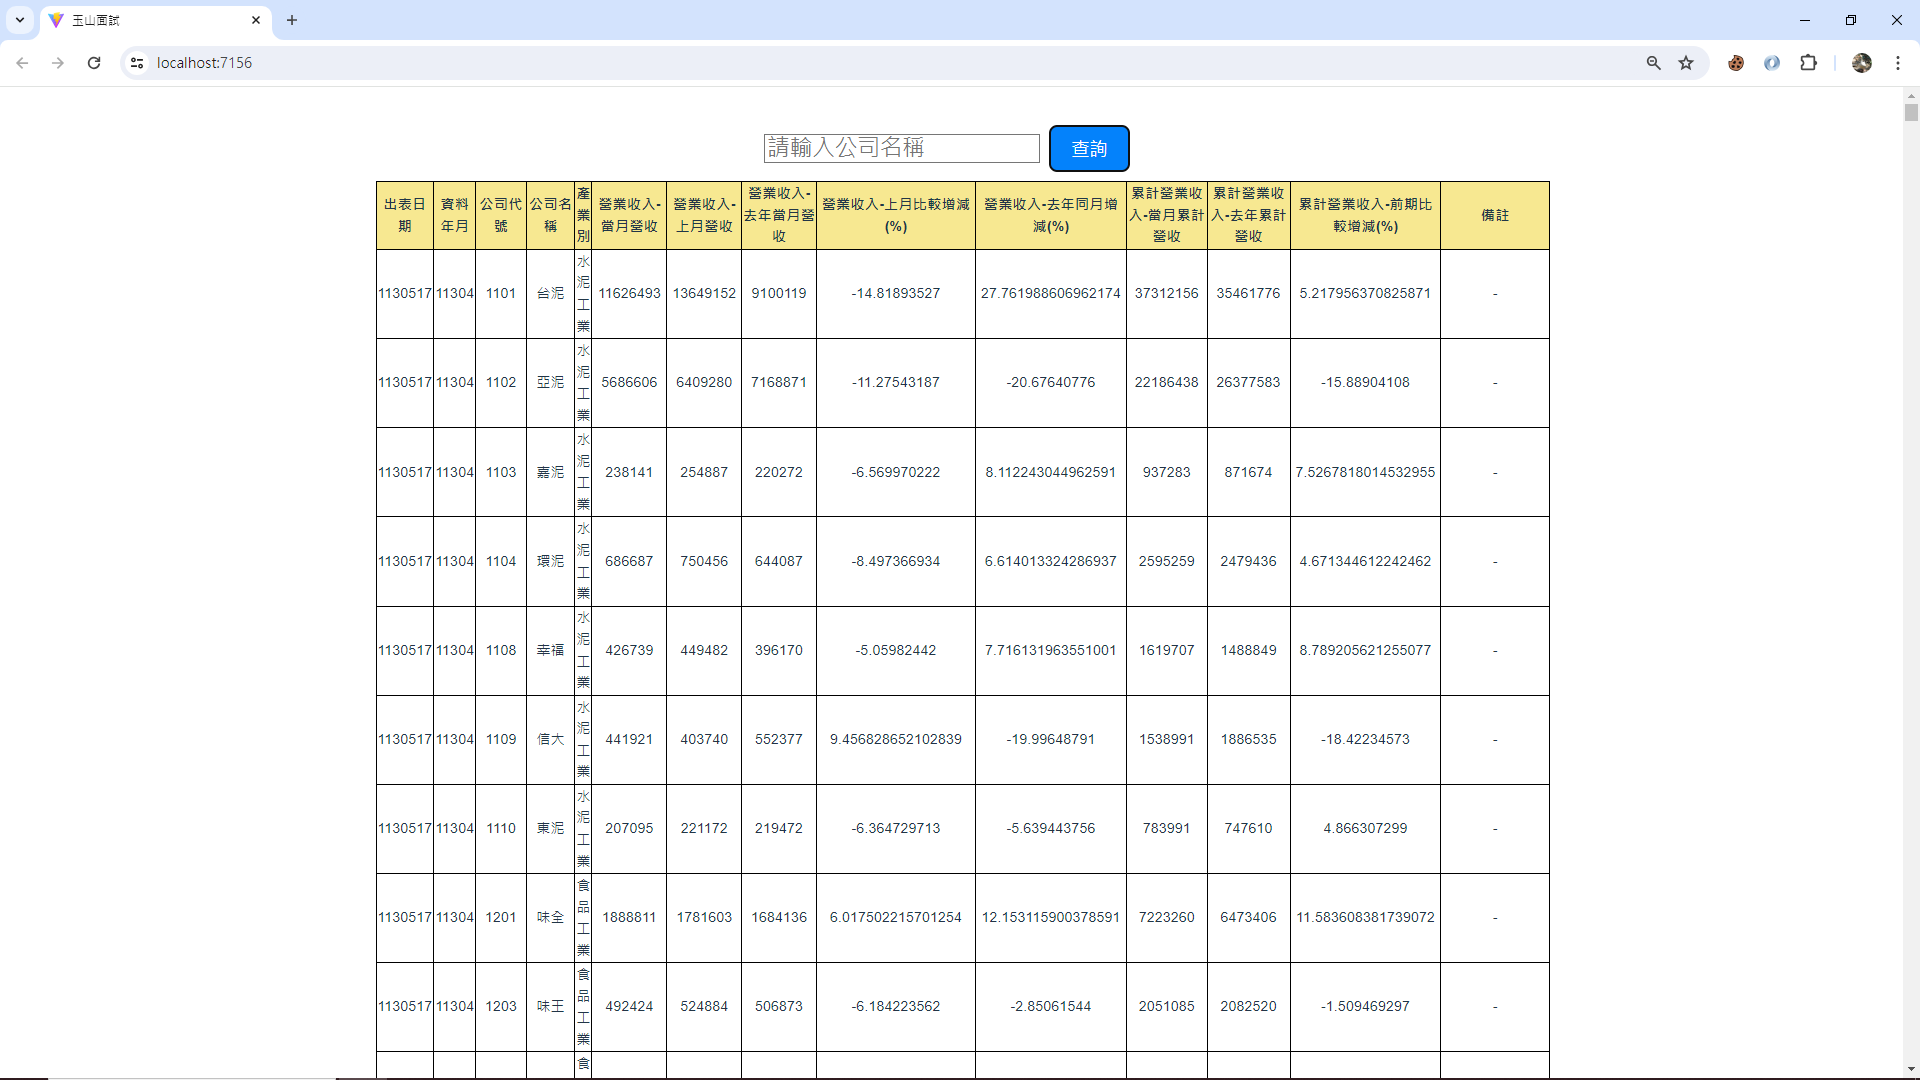 玉山面試
localhost:7156
請輸入公司名稱 查詢
出表日期 資料年月 公司代號 公司名稱 產業別 營業收入-當月營收 營業收入-上月營收 營業收入-去年當月營收 營業收入-上月比較增減(%) 營業收入-去年同月增減(%) 累計營業收入-當月累計營收 累計營業收入-去年累計營收 累計營業收入-前期比較增減(%) 備註
1130517 11304 1101 台泥 水泥工業 11626493 13649152 9100119 -14.81893527 27.761988606962174 37312156 35461776 5.217956370825871 -
1130517 11304 1102 亞泥 水泥工業 5686606 6409280 7168871 -11.27543187 -20.67640776 22186438 26377583 -15.88904108 -
1130517 11304 1103 嘉泥 水泥工業 238141 254887 220272 -6.569970222 8.112243044962591 937283 871674 7.5267818014532955 -
1130517 11304 1104 環泥 水泥工業 686687 750456 644087 -8.497366934 6.614013324286937 2595259 2479436 4.671344612242462 -
1130517 11304 1108 幸福 水泥工業 426739 449482 396170 -5.05982442 7.716131963551001 1619707 1488849 8.789205621255077 -
1130517 11304 1109 信大 水泥工業 441921 403740 552377 9.456828652102839 -19.99648791 1538991 1886535 -18.42234573 -
1130517 11304 1110 東泥 水泥工業 207095 221172 219472 -6.364729713 -5.639443756 783991 747610 4.866307299 -
1130517 11304 1201 味全 食品工業 1888811 1781603 1684136 6.017502215701254 12.153115900378591 7223260 6473406 11.583608381739072 -
1130517 11304 1203 味王 食品工業 492424 524884 506873 -6.184223562 -2.85061544 2051085 2082520 -1.509469297 -
食